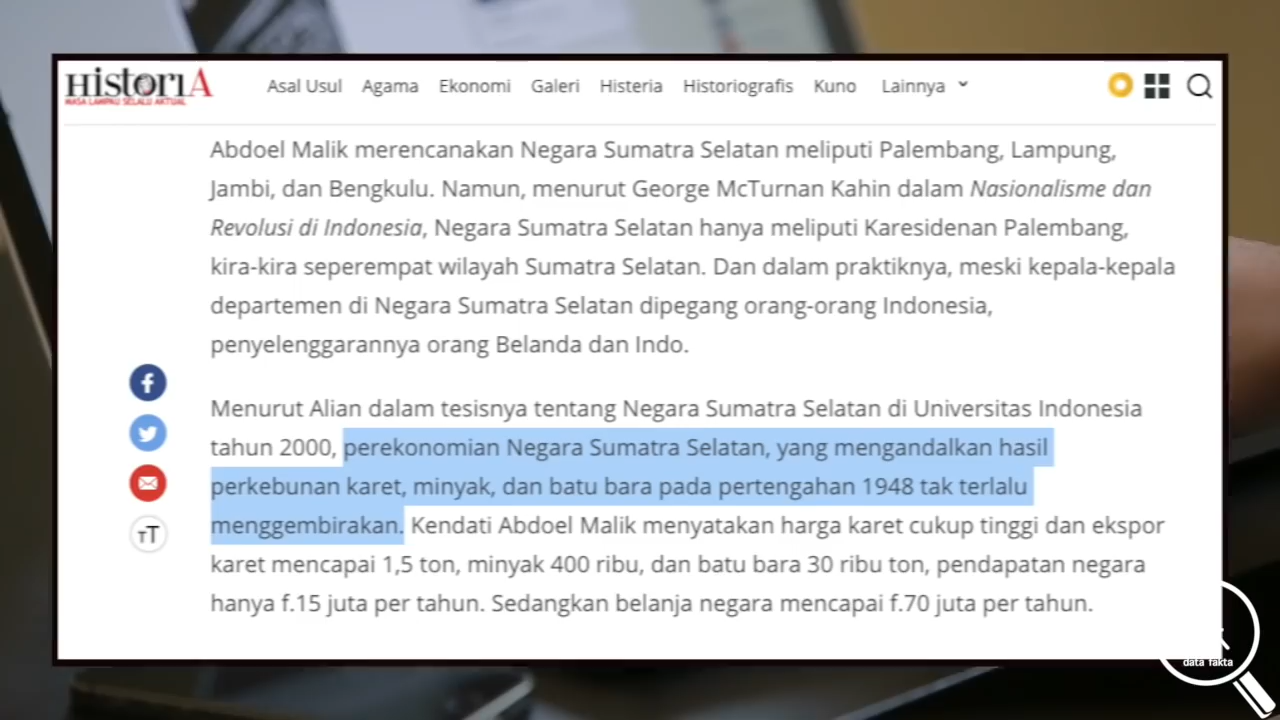 HistoriA
MASA LAMPAU SELALU AKTUAL
Asal Usul Agama Ekonomi Galeri Histeria Historiografis Kuno Lainnya
Abdoel Malik merencanakan Negara Sumatra Selatan meliputi Palembang, Lampung,
Jambi, dan Bengkulu. Namun, menurut George McTurnan Kahin dalam Nasionalisme dan
Revolusi di Indonesia, Negara Sumatra Selatan hanya meliputi Karesidenan Palembang,
kira-kira seperempat wilayah Sumatra Selatan. Dan dalam praktiknya, meski kepala-kepala
departemen di Negara Sumatra Selatan dipegang orang-orang Indonesia,
penyelenggarannya orang Belanda dan Indo.
Menurut Alian dalam tesisnya tentang Negara Sumatra Selatan di Universitas Indonesia
tahun 2000, perekonomian Negara Sumatra Selatan, yang mengandalkan hasil
perkebunan karet, minyak, dan batu bara pada pertengahan 1948 tak terlalu
menggembirakan. Kendati Abdoel Malik menyatakan harga karet cukup tinggi dan ekspor
karet mencapai 1,5 ton, minyak 400 ribu, dan batu bara 30 ribu ton, pendapatan negara
hanya f.15 juta per tahun. Sedangkan belanja negara mencapai f.70 juta per tahun.
TT
data fakta